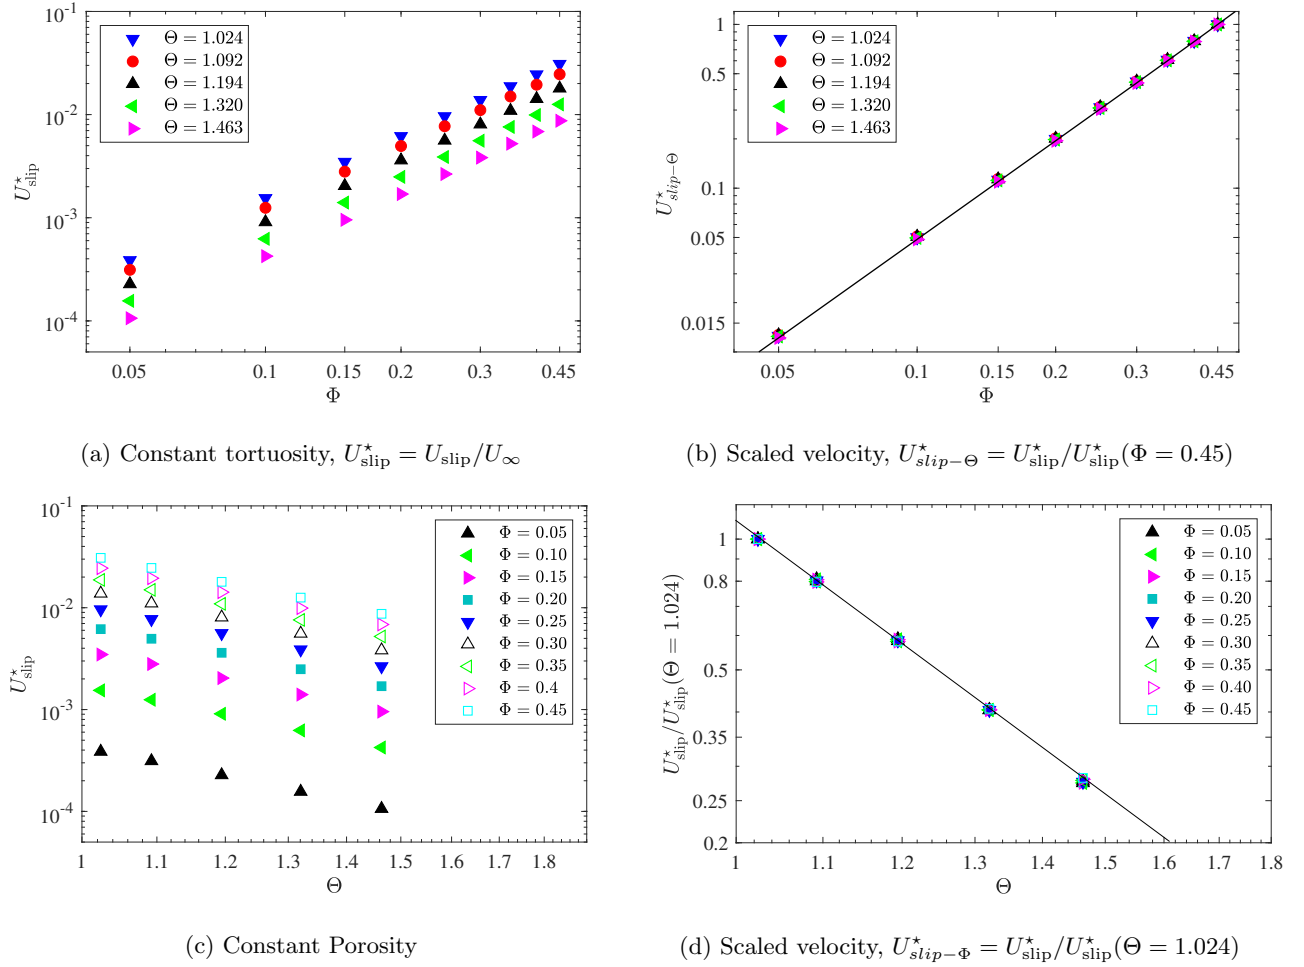 10^{-1}
10^{-2}
10^{-3}
10^{-4}
U^⋆_{slip}
Θ = 1.024
Θ = 1.092
Θ = 1.194
Θ = 1.320
Θ = 1.463
0.05 0.1 0.15 0.2 0.3 0.45
Φ
(a) Constant tortuosity, U^⋆_{slip} = U_{slip}/U_∞
1
0.5
0.1
0.05
0.015
U^⋆_{slip−Θ}
Θ = 1.024
Θ = 1.092
Θ = 1.194
Θ = 1.320
Θ = 1.463
0.05 0.1 0.15 0.2 0.3 0.45
Φ
(b) Scaled velocity, U^⋆_{slip−Θ} = U^⋆_{slip}/U^⋆_{slip}(Φ = 0.45)
10^{-1}
10^{-2}
10^{-3}
10^{-4}
U^⋆_{slip}
Φ = 0.05
Φ = 0.10
Φ = 0.15
Φ = 0.20
Φ = 0.25
Φ = 0.30
Φ = 0.35
Φ = 0.4
Φ = 0.45
1 1.1 1.2 1.3 1.4 1.5 1.6 1.7 1.8
Θ
(c) Constant Porosity
1
0.8
0.5
0.35
0.25
0.2
U^⋆_{slip}/U^⋆_{slip}(Θ = 1.024)
Φ = 0.05
Φ = 0.10
Φ = 0.15
Φ = 0.20
Φ = 0.25
Φ = 0.30
Φ = 0.35
Φ = 0.40
Φ = 0.45
1 1.1 1.2 1.3 1.4 1.5 1.6 1.7 1.8
Θ
(d) Scaled velocity, U^⋆_{slip−Φ} = U^⋆_{slip}/U^⋆_{slip}(Θ = 1.024)